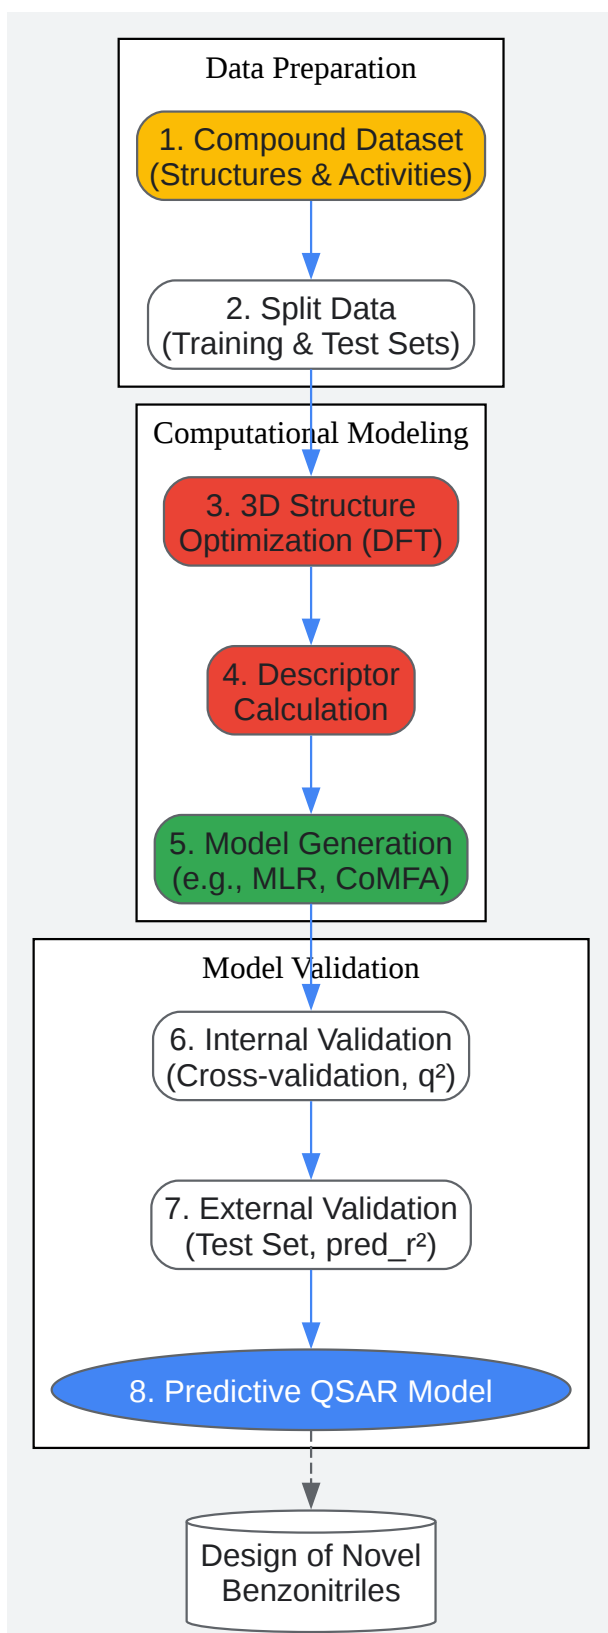 Data Preparation
1. Compound Dataset
(Structures & Activities)
2. Split Data
(Training & Test Sets)
Computational Modeling
3. 3D Structure
Optimization (DFT)
4. Descriptor
Calculation
5. Model Generation
(e.g., MLR, CoMFA)
Model Validation
6. Internal Validation
(Cross-validation, q²)
7. External Validation
(Test Set, pred_r²)
8. Predictive QSAR Model
Design of Novel
Benzonitriles